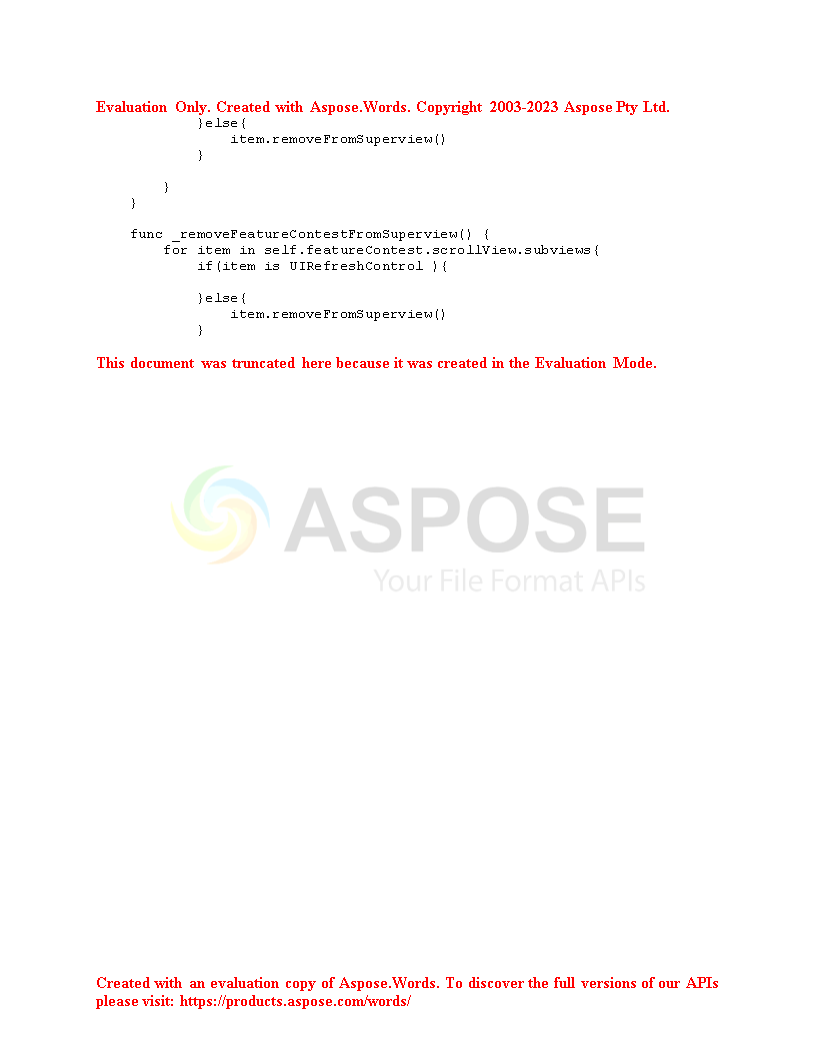 Evaluation Only. Created with Aspose.Words. Copyright 2003-2023 Aspose Pty Ltd.
        }else{
            item.removeFromSuperview()
        }
    }
}
func _removeFeatureContestFromSuperview() {
    for item in self.featureContest.scrollView.subviews{
        if(item is UIRefreshControl ){
        }else{
            item.removeFromSuperview()
        }
This document was truncated here because it was created in the Evaluation Mode.
ASPOSE
Your File Format APIs
Created with an evaluation copy of Aspose.Words. To discover the full versions of our APIs
please visit: https://products.aspose.com/words/